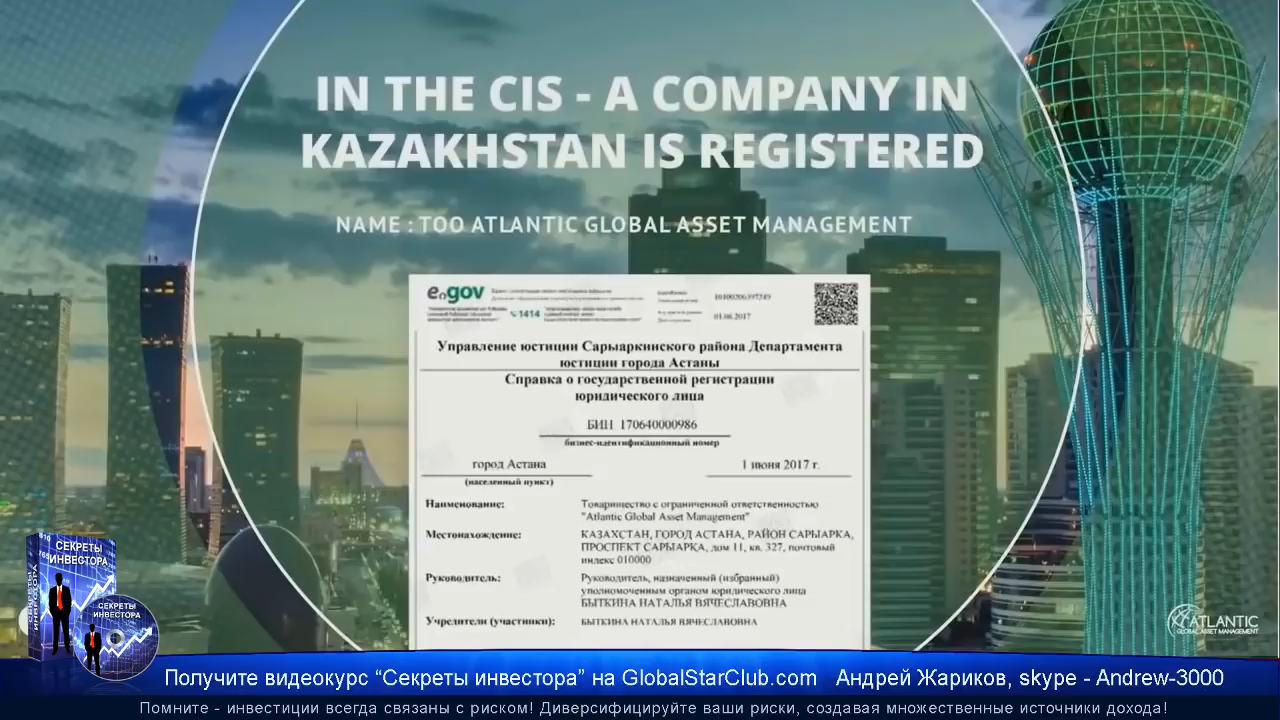 IN THE CIS - A COMPANY IN
KAZAKHSTAN IS REGISTERED
NAME : TOO ATLANTIC GLOBAL ASSET MANAGEMENT
egov
1414
10100206397349
01.06.2017
Управление юстиции Сарыаркинского района Департамента
юстиции города Астаны
Справка о государственной регистрации
юридического лица
БИН 170640000986
бизнес-идентификационный номер
город Астана
1 июня 2017 г.
(населенный пункт)
Наименование:
Товарищество с ограниченной ответственностью
"Atlantic Global Asset Management"
Местонахождение:
КАЗАХСТАН, ГОРОД АСТАНА, РАЙОН САРЫАРКА,
ПРОСПЕКТ САРЫАРҚА, дом 11, кв. 327, почтовый
индекс 010000
Руководитель:
Руководитель, назначенный (избранный)
уполномоченным органом юридического лица
БЫТКИНА НАТАЛЬЯ ВЯЧЕСЛАВОВНА
Учредители (участники):
БЫТКИНА НАТАЛЬЯ ВЯЧЕСЛАВОВНА
СЕКРЕТЫ
ИНВЕСТОРА
СЕКРЕТЫ
ИНВЕСТОРА
ATLANTIC
GLOBAL ASSET MANAGEMENT
Получите видеокурс “Секреты инвестора” на GlobalStarClub.com Андрей Жариков, skype - Andrew-3000
Помните - инвестиции всегда связаны с риском! Диверсифицируйте ваши риски, создавая множественные источники дохода!